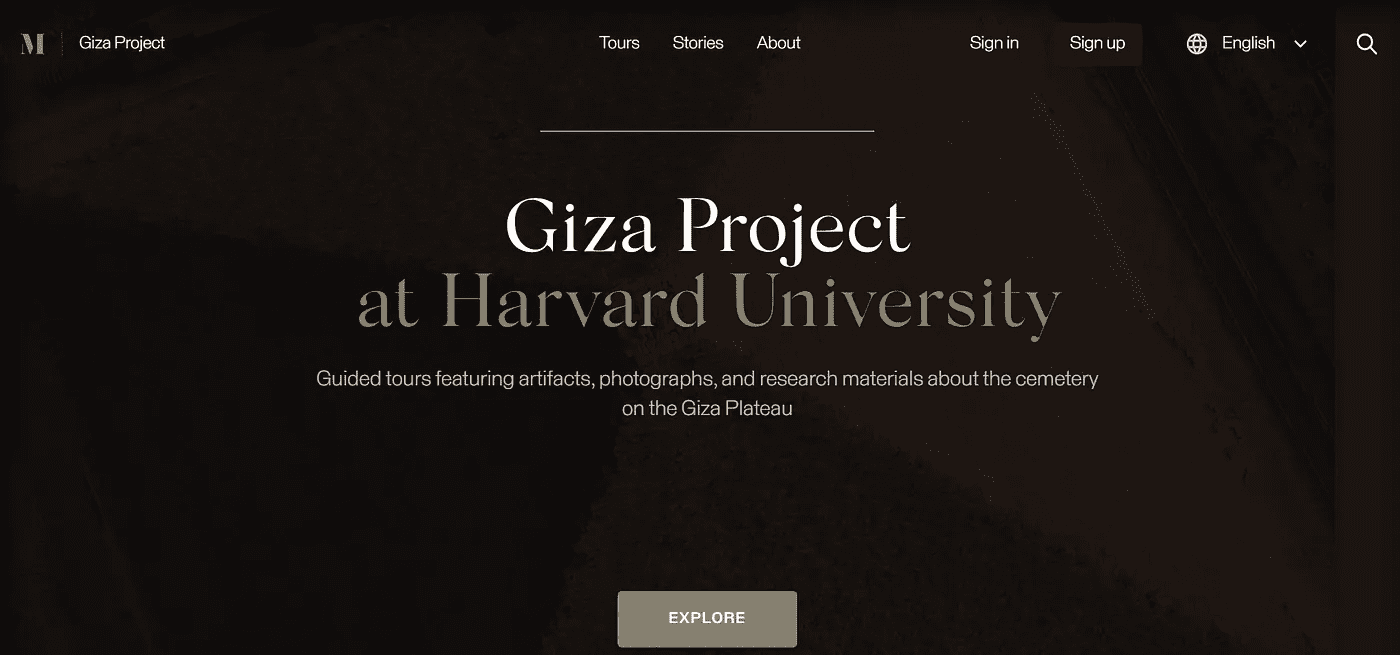 M Giza Project Tours Stories About Sign in Sign up English
Giza Project
at Harvard University
Guided tours featuring artifacts, photographs, and research materials about the cemetery
on the Giza Plateau
EXPLORE